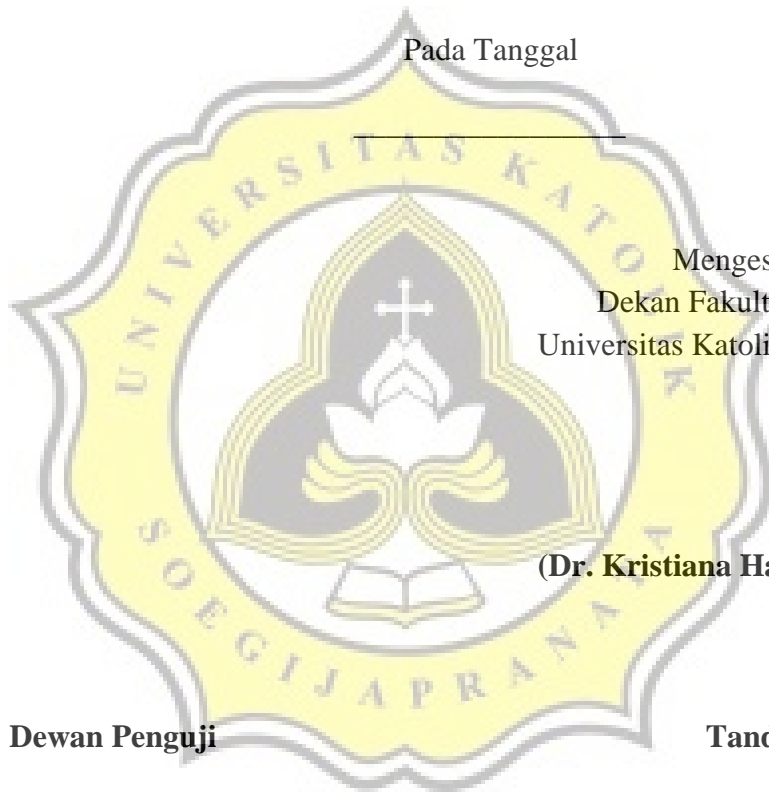 Pada Tanggal
UNIVERSITAS KATOLIK
Menges
Dekan Fakult
Universitas Katoli
(Dr. Kristiana Ha
SOEGIJAPRANATA
Dewan Penguji Tand